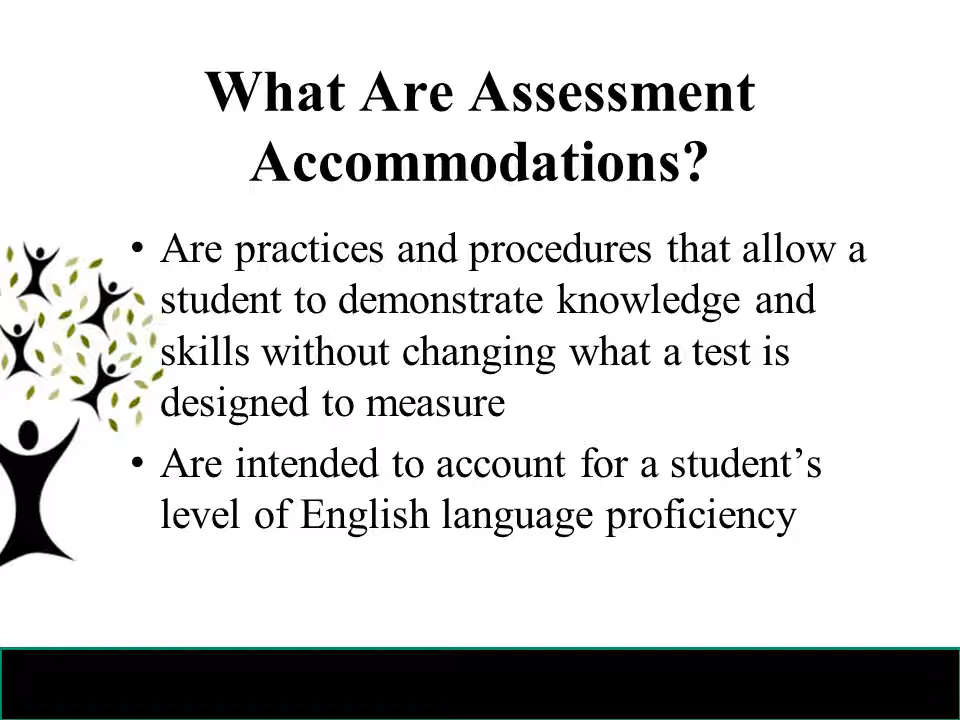 What Are Assessment
Accommodations?
• Are practices and procedures that allow a
student to demonstrate knowledge and
skills without changing what a test is
designed to measure
• Are intended to account for a student’s
level of English language proficiency